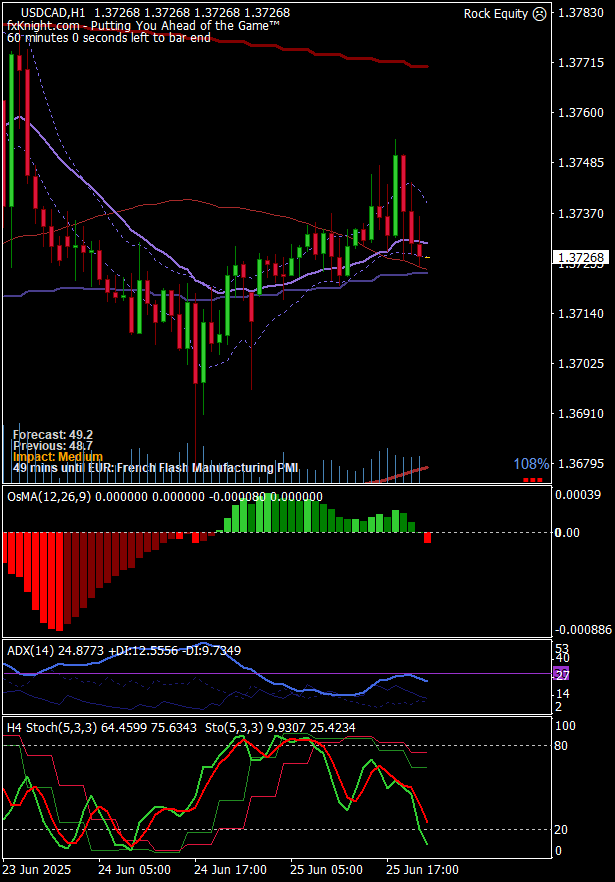 USDCAD,H1 1.37268 1.37268 1.37268 1.37268
Rock Equity
fxKnight.com - Putting You Ahead of the Game™
60 minutes 0 seconds left to bar end
1.37830
1.37715
1.37600
1.37485
1.37370
1.37268
1.37255
1.37140
1.37025
1.36910
1.36795
Forecast: 49.2
Previous: 48.7
Impact: Medium
49 mins until EUR: French Flash Manufacturing PMI
108%
OsMA(12,26,9) 0.000000 0.000000 -0.000080 0.000000
0.00039
0.00
-0.000886
ADX(14) 24.8773 +DI:12.5556 -DI:9.7349
53
40
27
14
2
H4 Stoch(5,3,3) 64.4599 75.6343 Sto(5,3,3) 9.9307 25.4234
100
80
20
0
23 Jun 2025
24 Jun 05:00
24 Jun 17:00
25 Jun 05:00
25 Jun 17:00